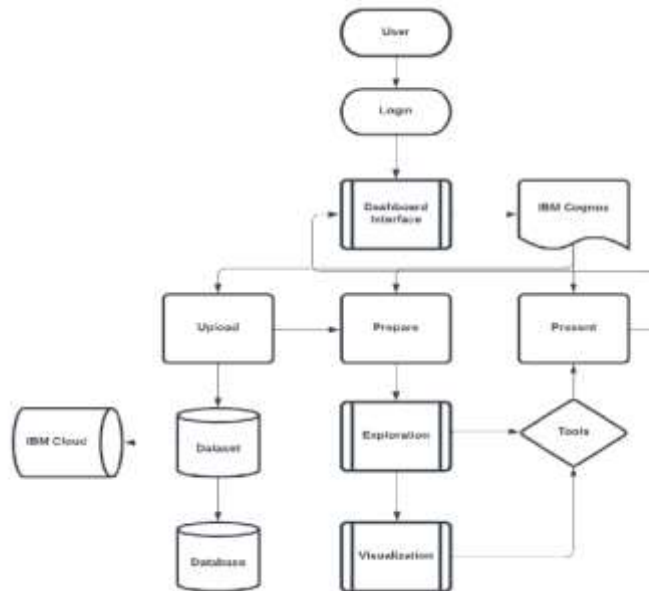 User
Login
Dashboard
Interface
IBM Cognos
Upload
Prepare
Present
IBM Cloud
Dataset
Exploration
Tools
Database
Visualization